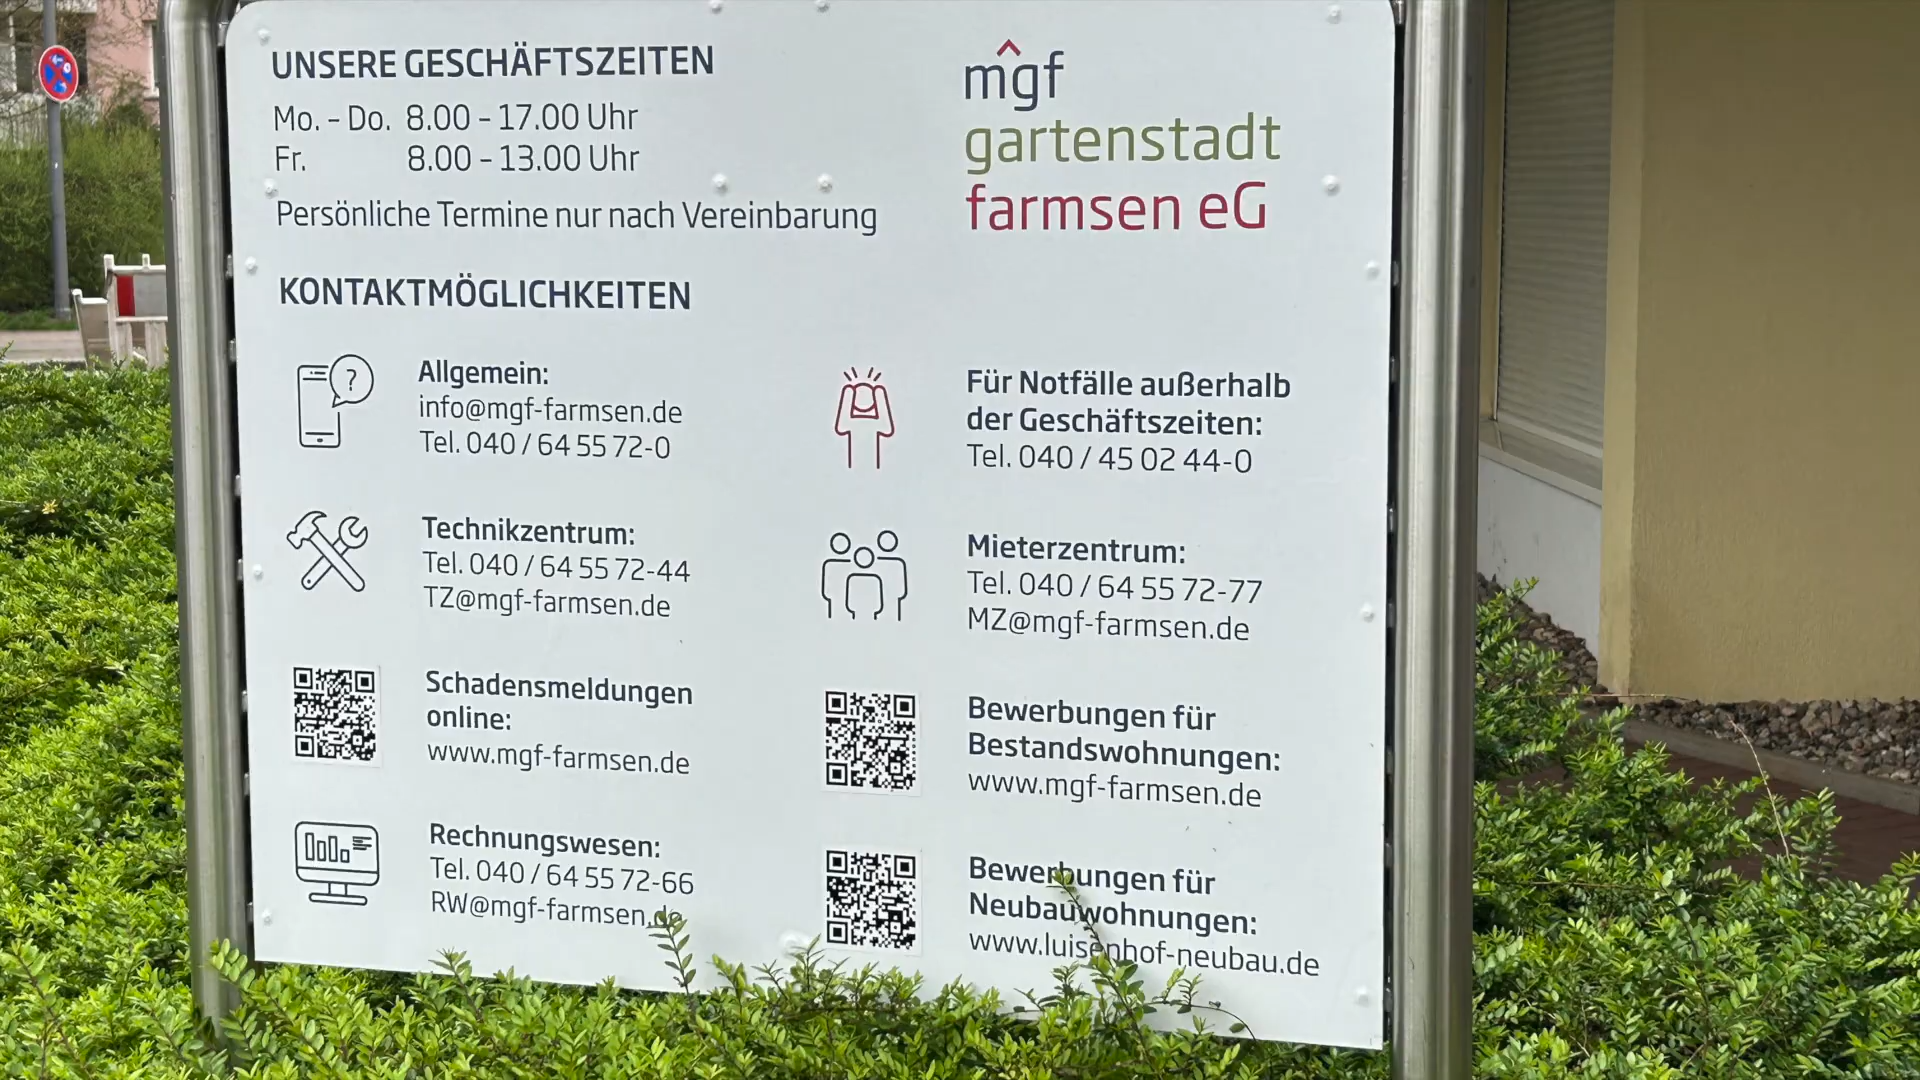 UNSERE GESCHÄFTSZEITEN
Mo. – Do. 8.00 – 17.00 Uhr
Fr. 8.00 – 13.00 Uhr
Persönliche Termine nur nach Vereinbarung
mgf
gartenstadt
farmsen eG
KONTAKTMÖGLICHKEITEN
?
Allgemein:
info@mgf-farmsen.de
Tel. 040 / 64 55 72-0
Für Notfälle außerhalb
der Geschäftszeiten:
Tel. 040 / 45 02 44-0
Technikzentrum:
Tel. 040 / 64 55 72-44
TZ@mgf-farmsen.de
Mieterzentrum:
Tel. 040 / 64 55 72-77
MZ@mgf-farmsen.de
Schadensmeldungen
online:
www.mgf-farmsen.de
Bewerbungen für
Bestandswohnungen:
www.mgf-farmsen.de
Rechnungswesen:
Tel. 040 / 64 55 72-66
RW@mgf-farmsen.de
Bewerbungen für
Neubauwohnungen:
www.luisenhof-neubau.de